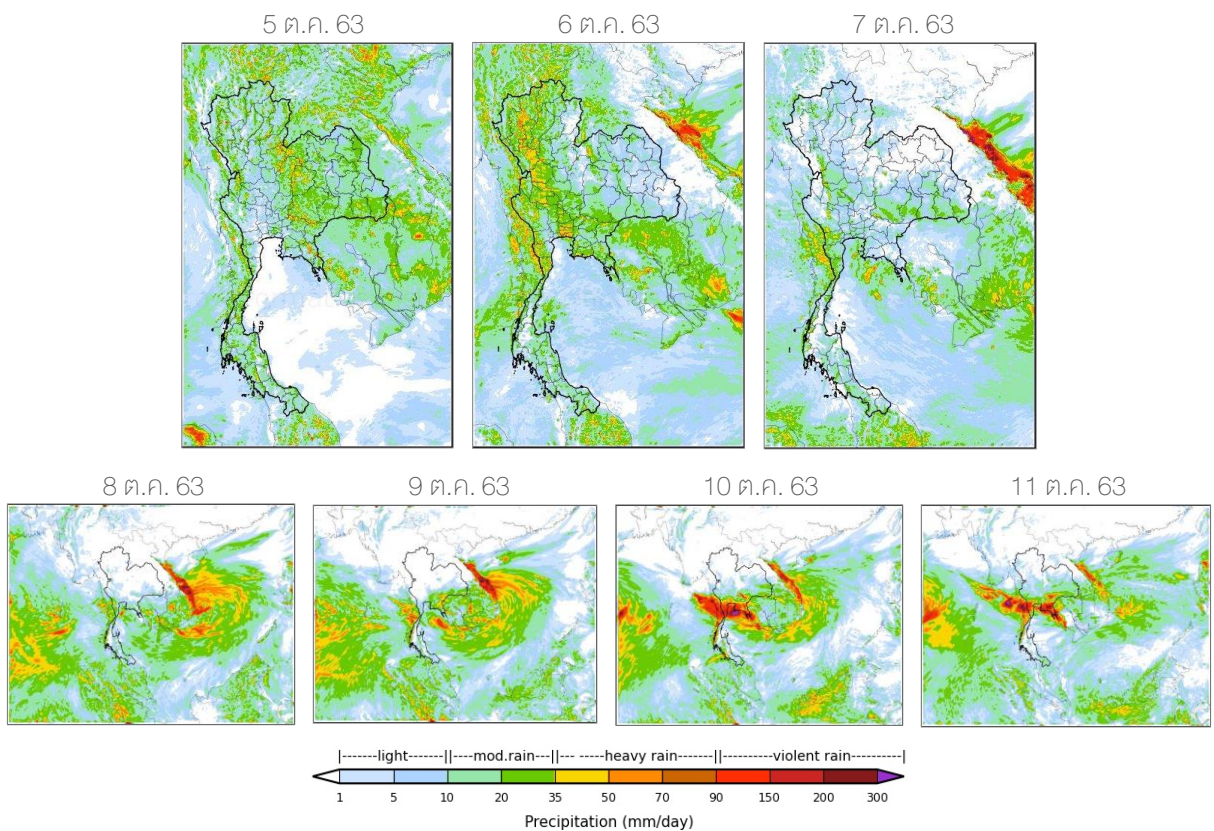 5 ต.ค. 63 6 ต.ค. 63 7 ต.ค. 63
8 ต.ค. 63 9 ต.ค. 63 10 ต.ค. 63 11 ต.ค. 63
|------light------||----mod.rain---||--- ----heavy rain------||---------violent rain----------|
1 5 10 20 35 50 70 90 150 200 300
Precipitation (mm/day)